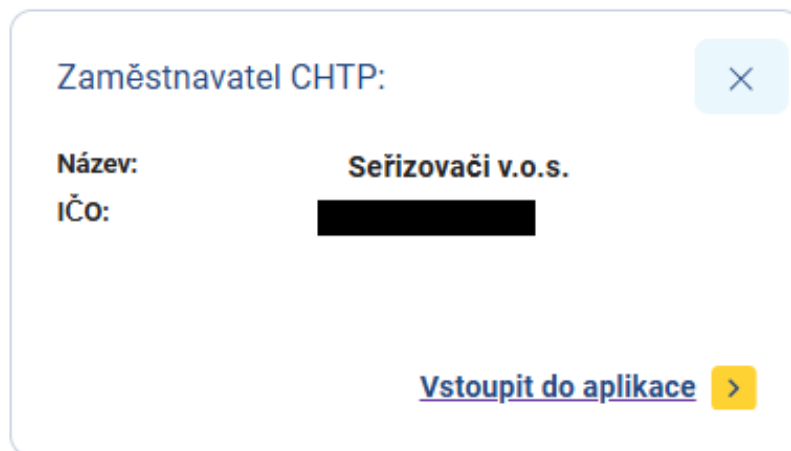 Zaměstnavatel CHTP:
Název: Seřizovači v.o.s.
IČO:
Vstoupit do aplikace